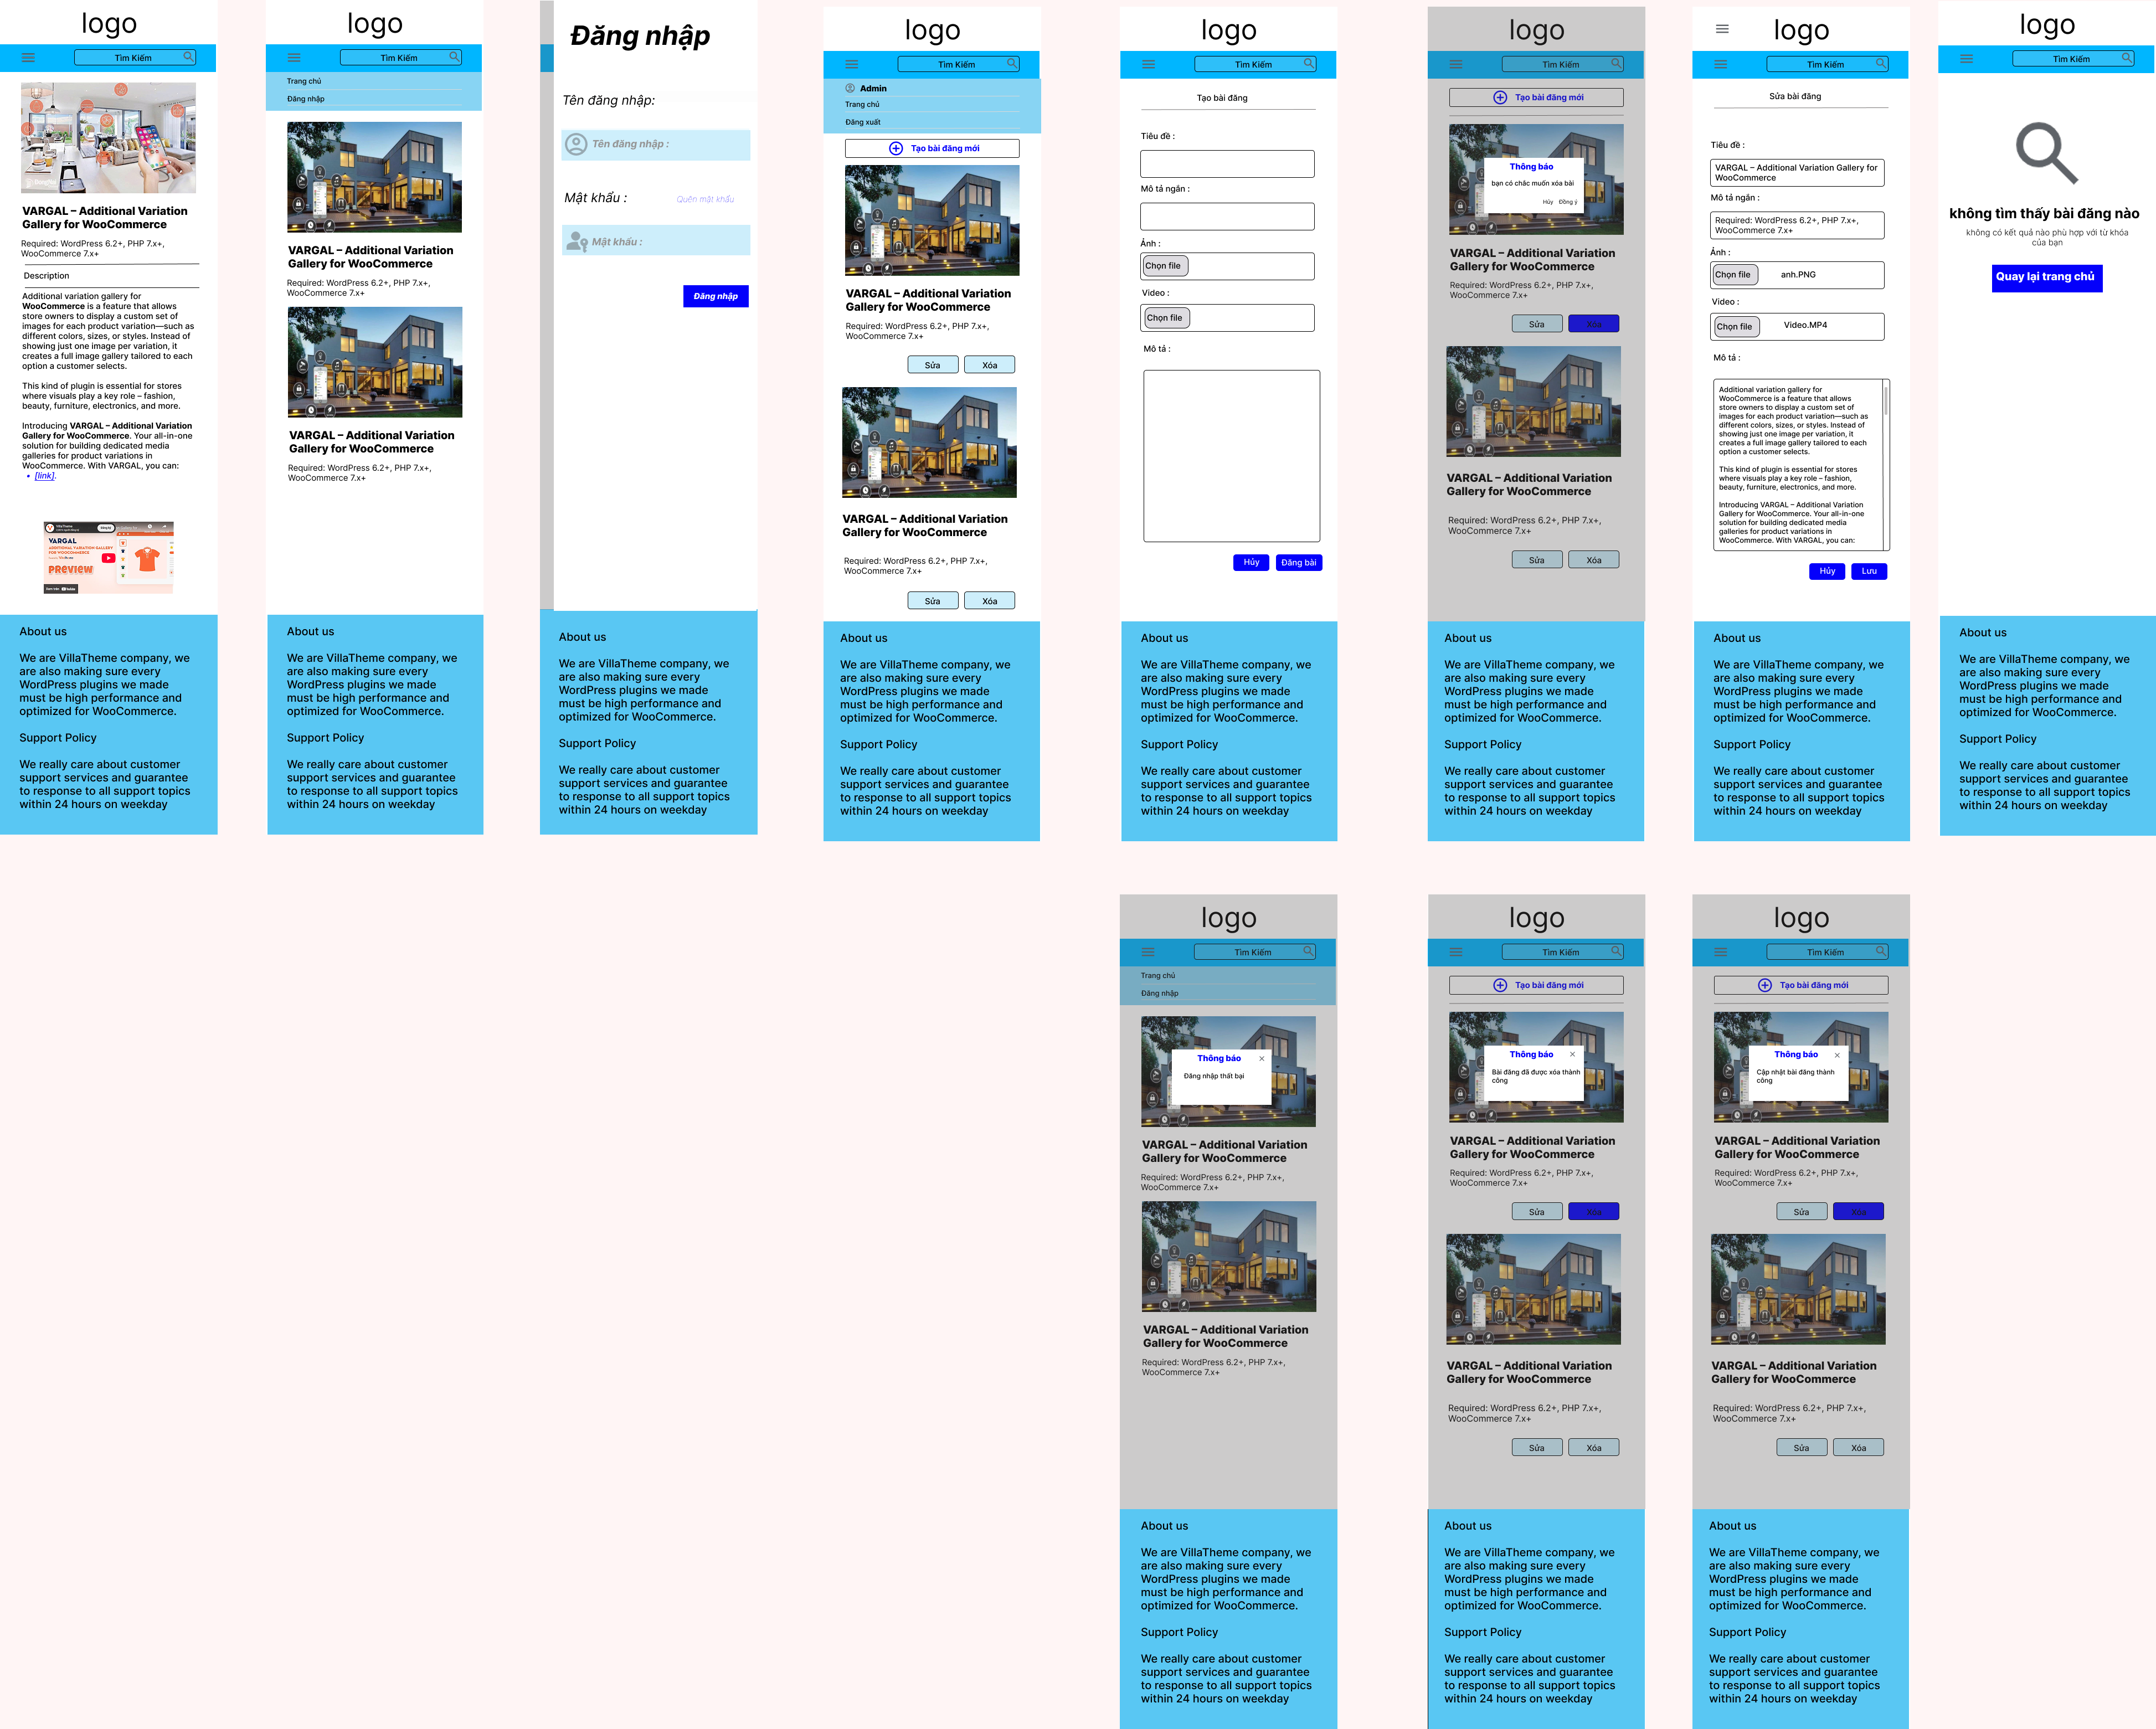 logo
Tìm Kiếm
VARGAL – Additional Variation
Gallery for WooCommerce
Required: WordPress 6.2+, PHP 7.x+,
WooCommerce 7.x+
Description
Additional variation gallery for
WooCommerce is a feature that allows
store owners to display a custom set of
images for each product variation—such as
different colors, sizes, or styles. Instead of
showing just one image per variation, it
creates a full image gallery tailored to each
option a customer selects.
This kind of plugin is essential for stores
where visuals play a key role – fashion,
beauty, furniture, electronics, and more.
Introducing VARGAL – Additional Variation
Gallery for WooCommerce. Your all-in-one
solution for building dedicated media
galleries for product variations in
WooCommerce. With VARGAL, you can:
• [link].
VARGAL
ADDITIONAL VARIATION GALLERY
FOR WOOCOMMERCE
PREVIEW
About us
We are VillaTheme company, we
are also making sure every
WordPress plugins we made
must be high performance and
optimized for WooCommerce.
Support Policy
We really care about customer
support services and guarantee
to response to all support topics
within 24 hours on weekday
logo
Tìm Kiếm
Trang chủ
Đăng nhập
VARGAL – Additional Variation
Gallery for WooCommerce
Required: WordPress 6.2+, PHP 7.x+,
WooCommerce 7.x+
VARGAL – Additional Variation
Gallery for WooCommerce
Required: WordPress 6.2+, PHP 7.x+,
WooCommerce 7.x+
About us
We are VillaTheme company, we
are also making sure every
WordPress plugins we made
must be high performance and
optimized for WooCommerce.
Support Policy
We really care about customer
support services and guarantee
to response to all support topics
within 24 hours on weekday
Đăng nhập
Tên đăng nhập:
Tên đăng nhập :
Mật khẩu :
Quên mật khẩu
Mật khẩu :
Đăng nhập
About us
We are VillaTheme company, we
are also making sure every
WordPress plugins we made
must be high performance and
optimized for WooCommerce.
Support Policy
We really care about customer
support services and guarantee
to response to all support topics
within 24 hours on weekday
logo
Tìm Kiếm
Admin
Trang chủ
Đăng xuất
Tạo bài đăng mới
VARGAL – Additional Variation
Gallery for WooCommerce
Required: WordPress 6.2+, PHP 7.x+,
WooCommerce 7.x+
Sửa Xóa
VARGAL – Additional Variation
Gallery for WooCommerce
Required: WordPress 6.2+, PHP 7.x+,
WooCommerce 7.x+
Sửa Xóa
About us
We are VillaTheme company, we
are also making sure every
WordPress plugins we made
must be high performance and
optimized for WooCommerce.
Support Policy
We really care about customer
support services and guarantee
to response to all support topics
within 24 hours on weekday
logo
Tìm Kiếm
Tạo bài đăng
Tiêu đề :
Mô tả ngắn :
Ảnh :
Chọn file
Video :
Chọn file
Mô tả :
Hủy Đăng bài
About us
We are VillaTheme company, we
are also making sure every
WordPress plugins we made
must be high performance and
optimized for WooCommerce.
Support Policy
We really care about customer
support services and guarantee
to response to all support topics
within 24 hours on weekday
logo
Tìm Kiếm
Tạo bài đăng mới
Thông báo
bạn có chắc muốn xóa bài
Hủy Đồng ý
VARGAL – Additional Variation
Gallery for WooCommerce
Required: WordPress 6.2+, PHP 7.x+,
WooCommerce 7.x+
Sửa Xóa
VARGAL – Additional Variation
Gallery for WooCommerce
Required: WordPress 6.2+, PHP 7.x+,
WooCommerce 7.x+
Sửa Xóa
About us
We are VillaTheme company, we
are also making sure every
WordPress plugins we made
must be high performance and
optimized for WooCommerce.
Support Policy
We really care about customer
support services and guarantee
to response to all support topics
within 24 hours on weekday
logo
Tìm Kiếm
Sửa bài đăng
Tiêu đề :
VARGAL – Additional Variation Gallery for
WooCommerce
Mô tả ngắn :
Required: WordPress 6.2+, PHP 7.x+,
WooCommerce 7.x+
Ảnh :
Chọn file anh.PNG
Video :
Chọn file Video.MP4
Mô tả :
Additional variation gallery for
WooCommerce is a feature that allows
store owners to display a custom set of
images for each product variation—such as
different colors, sizes, or styles. Instead of
showing just one image per variation, it
creates a full image gallery tailored to each
option a customer selects.
This kind of plugin is essential for stores
where visuals play a key role – fashion,
beauty, furniture, electronics, and more.
Introducing VARGAL – Additional Variation
Gallery for WooCommerce. Your all-in-one
solution for building dedicated media
galleries for product variations in
WooCommerce. With VARGAL, you can:
Hủy Lưu
About us
We are VillaTheme company, we
are also making sure every
WordPress plugins we made
must be high performance and
optimized for WooCommerce.
Support Policy
We really care about customer
support services and guarantee
to response to all support topics
within 24 hours on weekday
logo
Tìm Kiếm
không tìm thấy bài đăng nào
không có kết quả nào phù hợp với từ khóa
của bạn
Quay lại trang chủ
About us
We are VillaTheme company, we
are also making sure every
WordPress plugins we made
must be high performance and
optimized for WooCommerce.
Support Policy
We really care about customer
support services and guarantee
to response to all support topics
within 24 hours on weekday
logo
Tìm Kiếm
Trang chủ
Đăng nhập
Thông báo
Đăng nhập thất bại
VARGAL – Additional Variation
Gallery for WooCommerce
Required: WordPress 6.2+, PHP 7.x+,
WooCommerce 7.x+
VARGAL – Additional Variation
Gallery for WooCommerce
Required: WordPress 6.2+, PHP 7.x+,
WooCommerce 7.x+
About us
We are VillaTheme company, we
are also making sure every
WordPress plugins we made
must be high performance and
optimized for WooCommerce.
Support Policy
We really care about customer
support services and guarantee
to response to all support topics
within 24 hours on weekday
logo
Tìm Kiếm
Tạo bài đăng mới
Thông báo
Bài đăng đã được xóa thành
công
VARGAL – Additional Variation
Gallery for WooCommerce
Required: WordPress 6.2+, PHP 7.x+,
WooCommerce 7.x+
Sửa Xóa
VARGAL – Additional Variation
Gallery for WooCommerce
Required: WordPress 6.2+, PHP 7.x+,
WooCommerce 7.x+
Sửa Xóa
About us
We are VillaTheme company, we
are also making sure every
WordPress plugins we made
must be high performance and
optimized for WooCommerce.
Support Policy
We really care about customer
support services and guarantee
to response to all support topics
within 24 hours on weekday
logo
Tìm Kiếm
Tạo bài đăng mới
Thông báo
Cập nhật bài đăng thành
công
VARGAL – Additional Variation
Gallery for WooCommerce
Required: WordPress 6.2+, PHP 7.x+,
WooCommerce 7.x+
Sửa Xóa
VARGAL – Additional Variation
Gallery for WooCommerce
Required: WordPress 6.2+, PHP 7.x+,
WooCommerce 7.x+
Sửa Xóa
About us
We are VillaTheme company, we
are also making sure every
WordPress plugins we made
must be high performance and
optimized for WooCommerce.
Support Policy
We really care about customer
support services and guarantee
to response to all support topics
within 24 hours on weekday